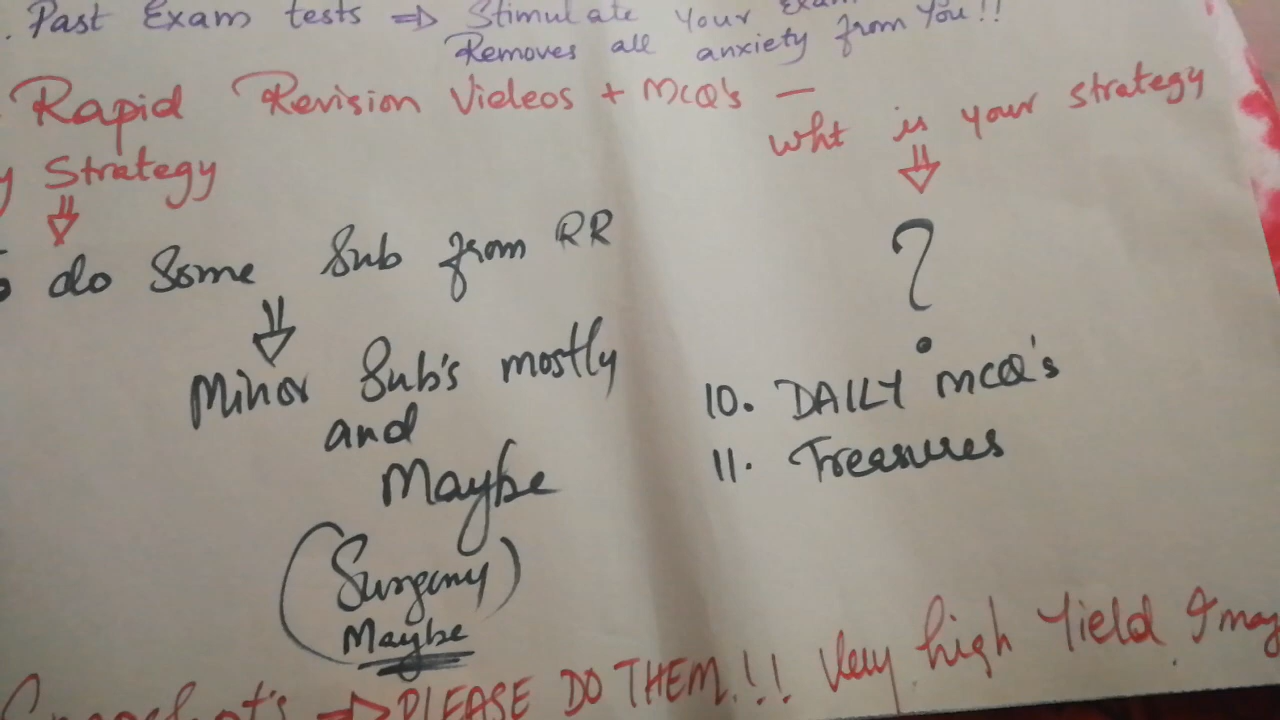 . Past Exam tests ⇒ Stimulate your Exam
Removes all anxiety from You!!
Rapid Revision Videos + MCQ's —
wht is your strategy
y Strategy
do Some Sub from RR
?
Minor Sub's mostly
and
Maybe
(Surgery)
Maybe
10. DAILY MCQ's
11. Treasures
⇒ PLEASE DO THEM!!! Very high Yield